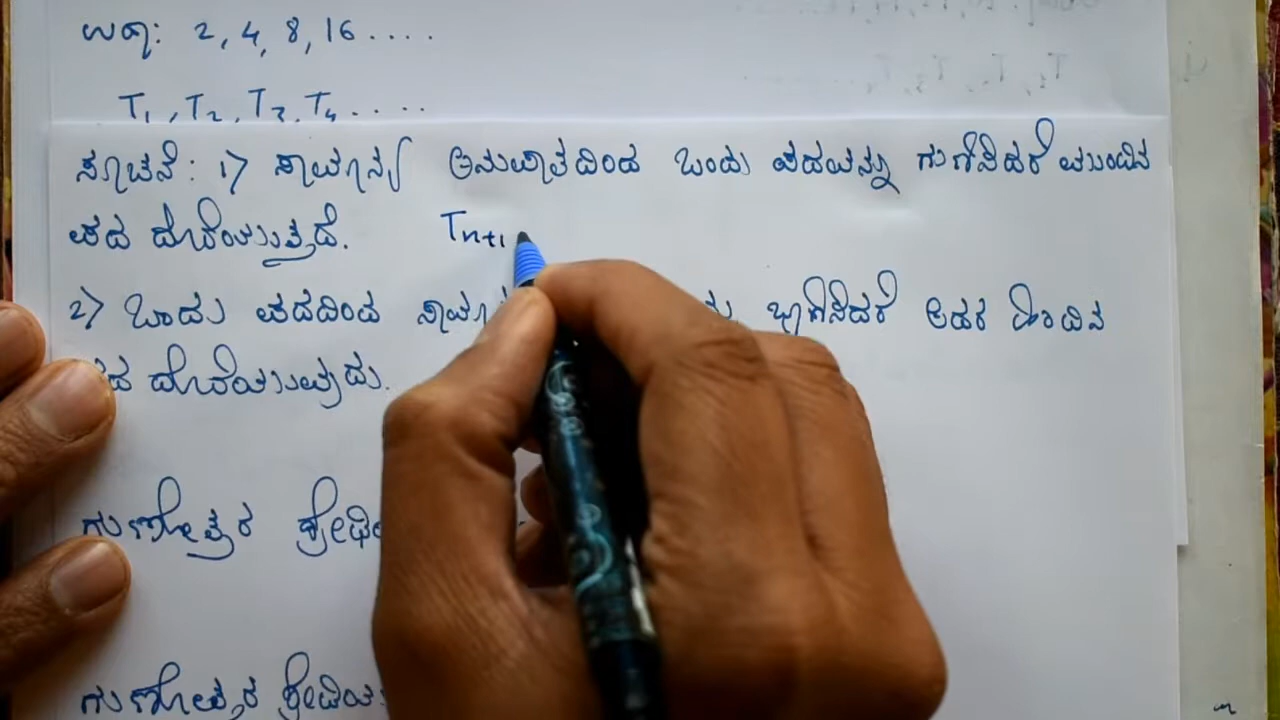 ಉದಾ: 2, 4, 8, 16 ....
T₁, T₂, T₃, T₄ .....
ಸೂಚನೆ: 1) ಸಾಮಾನ್ಯ ಅನುಪಾತದಿಂದ ಒಂದು ಪದವನ್ನು ಗುಣಿಸಿದರೆ ಮುಂದಿನ
ಪದ ದೊರೆಯುತ್ತದೆ. Tₙ₊₁
2) ಒಂದು ಪದದಿಂದ ಭಾಗಿಸಿದರೆ ಅದರ ಹಿಂದಿನ
ಪದ ದೊರೆಯುವುದು.
ಗುಣೋತ್ತರ
ಗುಣೋತ್ತರ